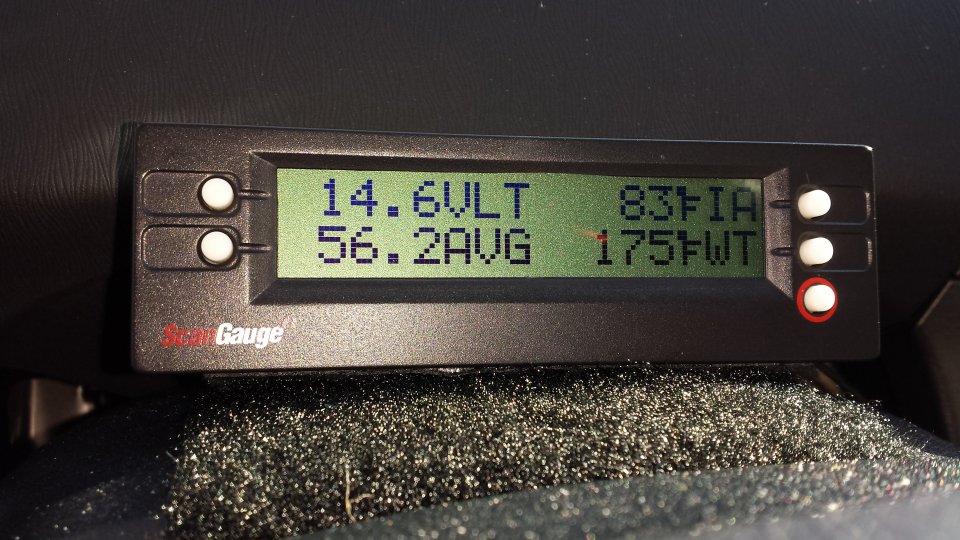 14.6VLT 83°FIA
56.2AVG 175°FWT
ScanGauge